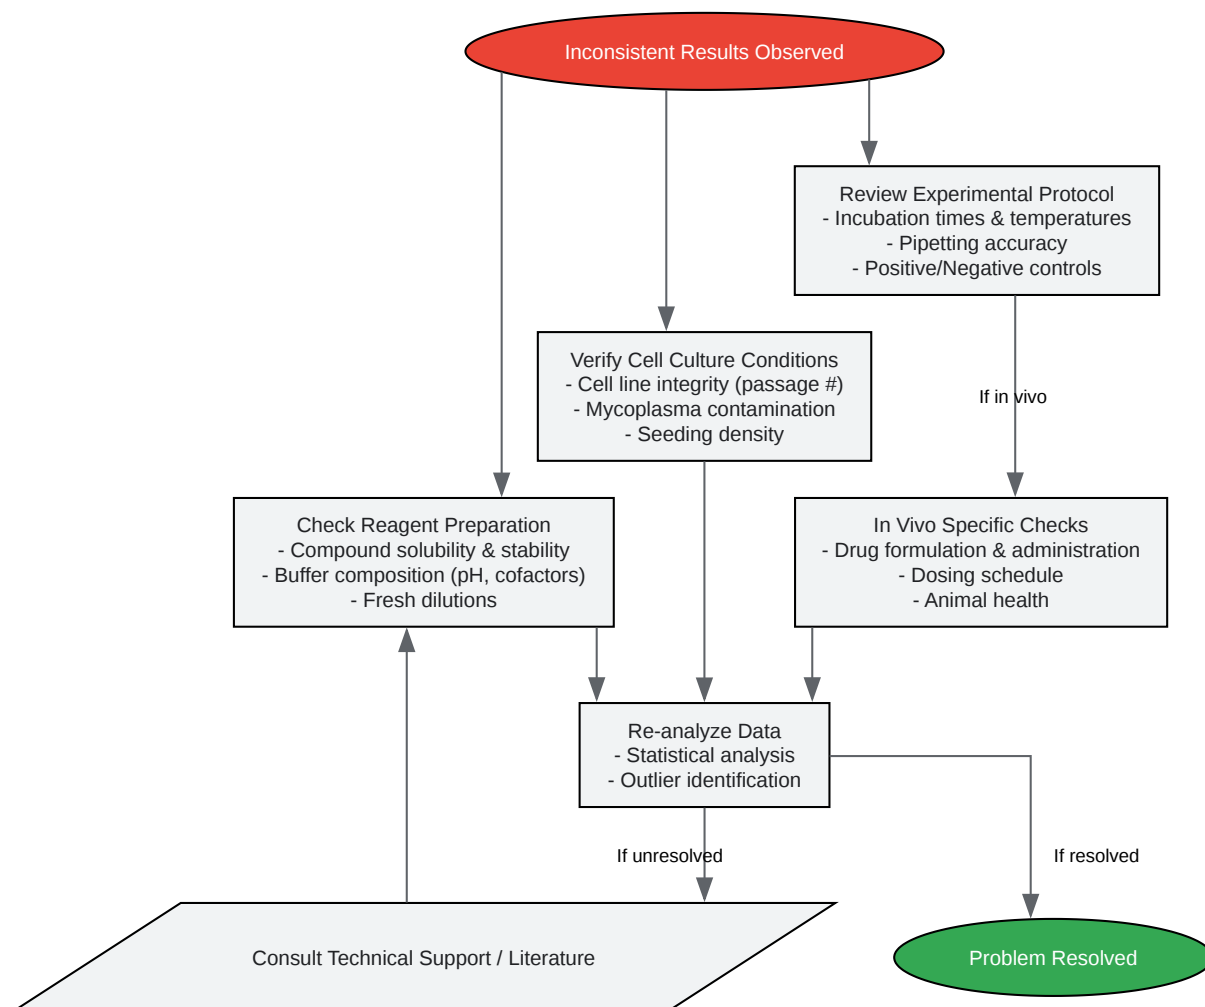 Inconsistent Results Observed
Review Experimental Protocol
- Incubation times & temperatures
- Pipetting accuracy
- Positive/Negative controls
Verify Cell Culture Conditions
- Cell line integrity (passage #)
- Mycoplasma contamination
- Seeding density
If in vivo
Check Reagent Preparation
- Compound solubility & stability
- Buffer composition (pH, cofactors)
- Fresh dilutions
In Vivo Specific Checks
- Drug formulation & administration
- Dosing schedule
- Animal health
Re-analyze Data
- Statistical analysis
- Outlier identification
If unresolved
If resolved
Consult Technical Support / Literature
Problem Resolved